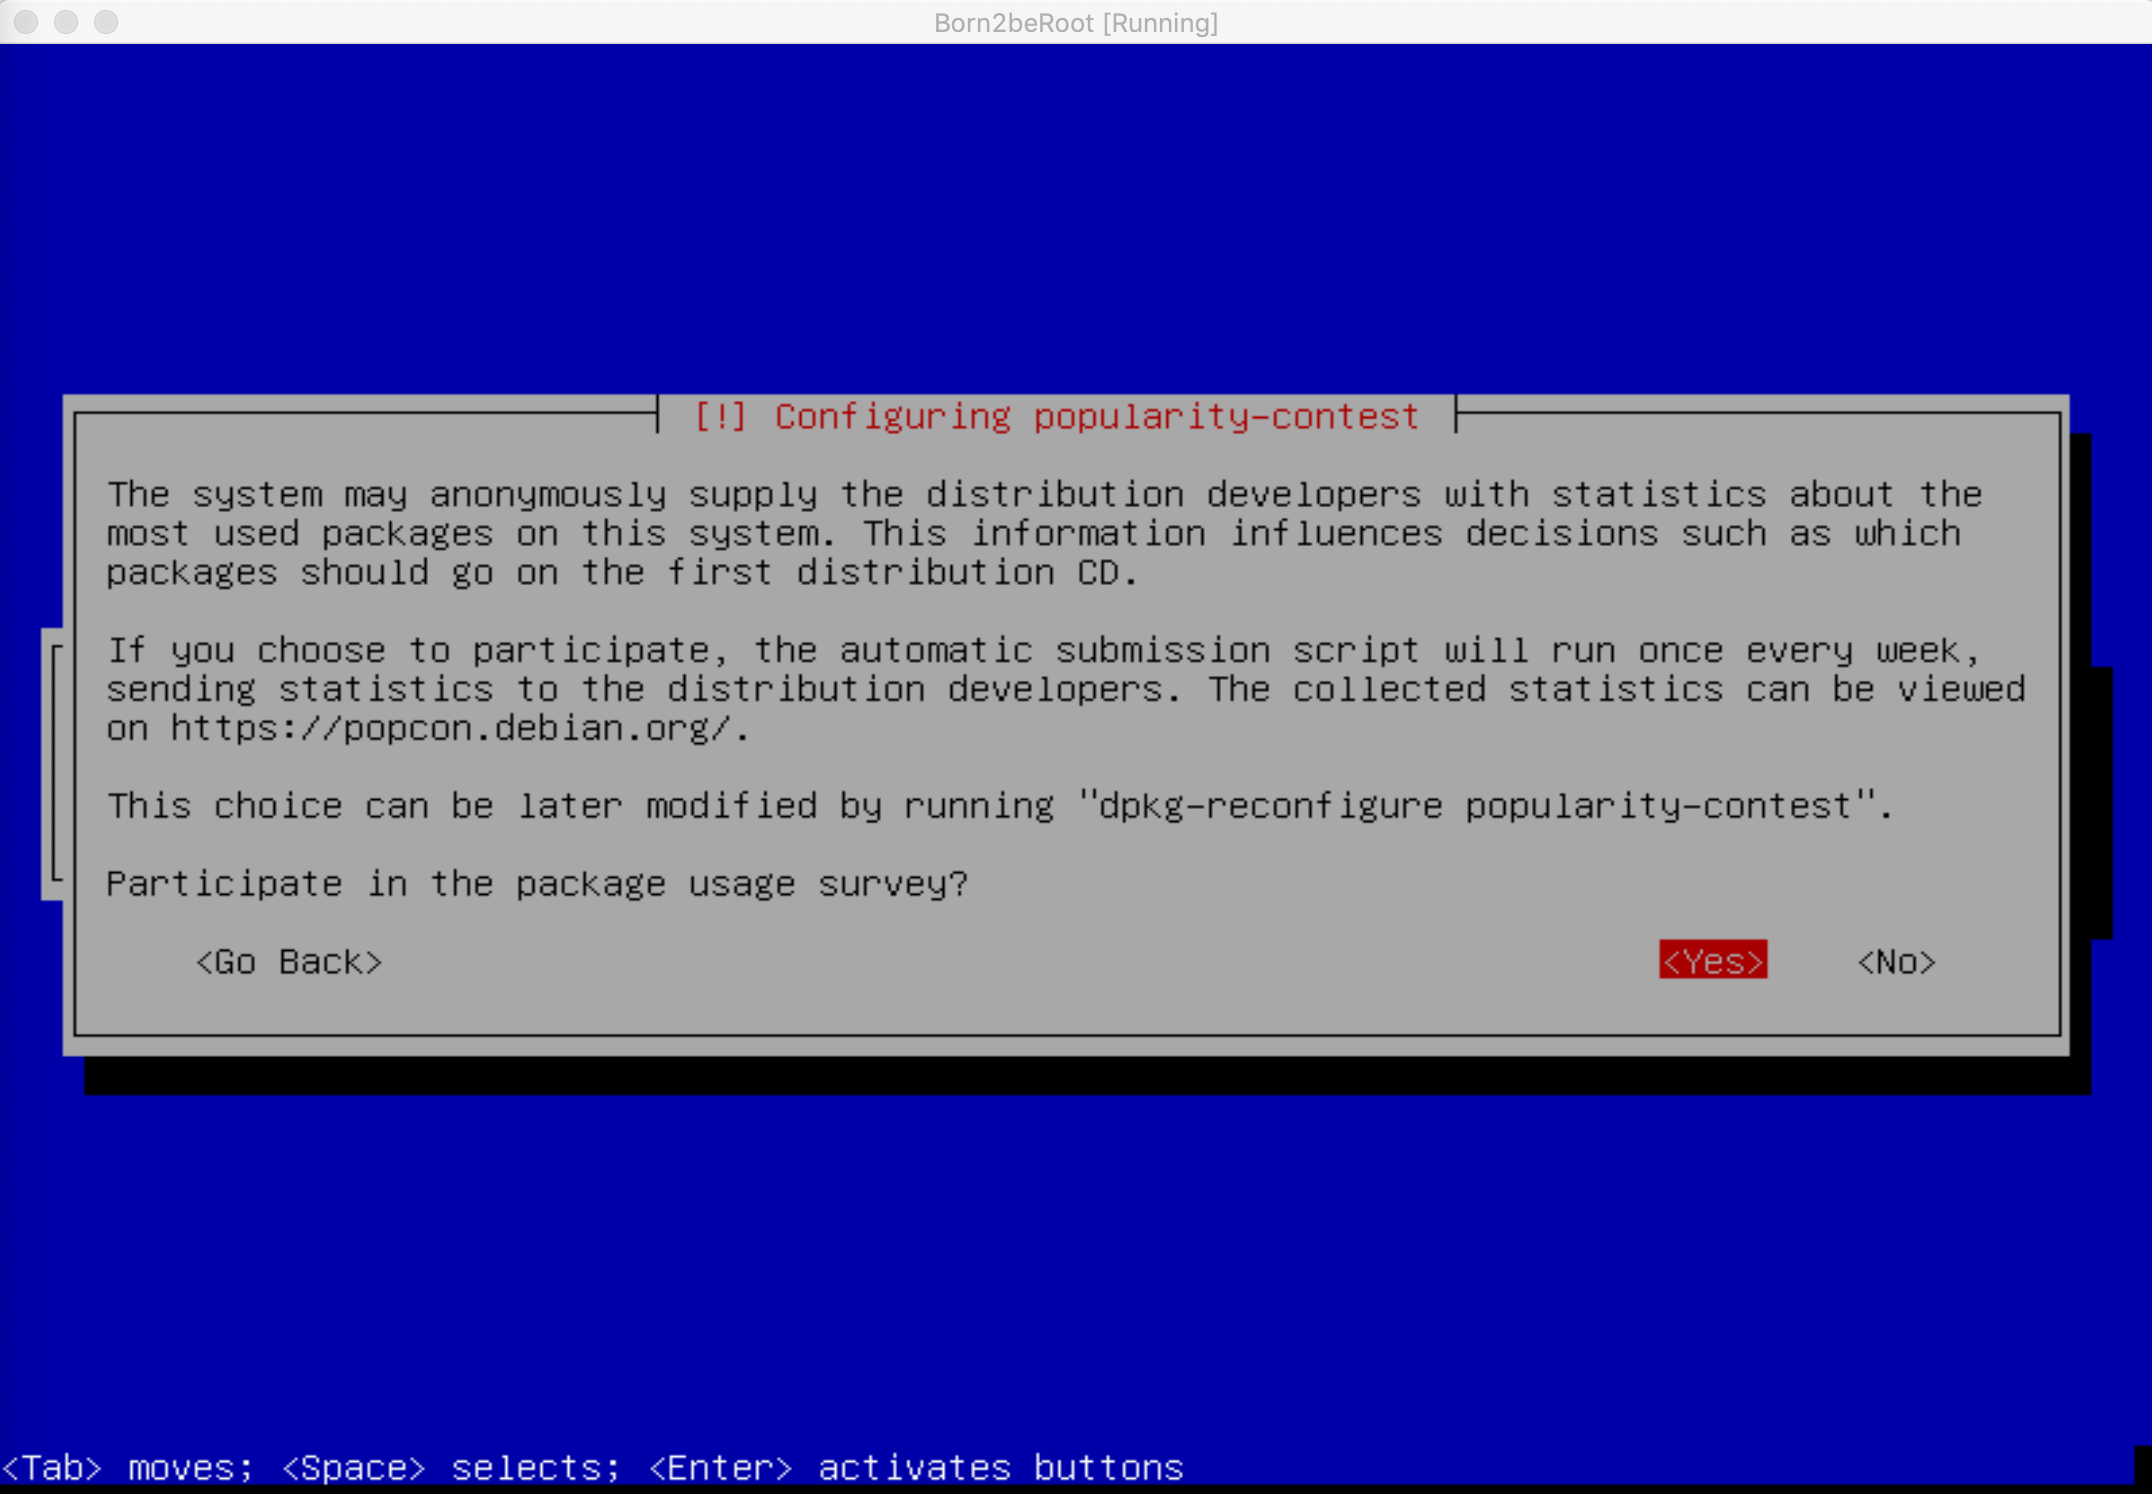 Born2beRoot [Running]
[!] Configuring popularity-contest
The system may anonymously supply the distribution developers with statistics about the
most used packages on this system. This information influences decisions such as which
packages should go on the first distribution CD.
If you choose to participate, the automatic submission script will run once every week,
sending statistics to the distribution developers. The collected statistics can be viewed
on https://popcon.debian.org/.
This choice can be later modified by running "dpkg-reconfigure popularity-contest".
Participate in the package usage survey?
<Go Back> <Yes> <No>
<Tab> moves; <Space> selects; <Enter> activates buttons